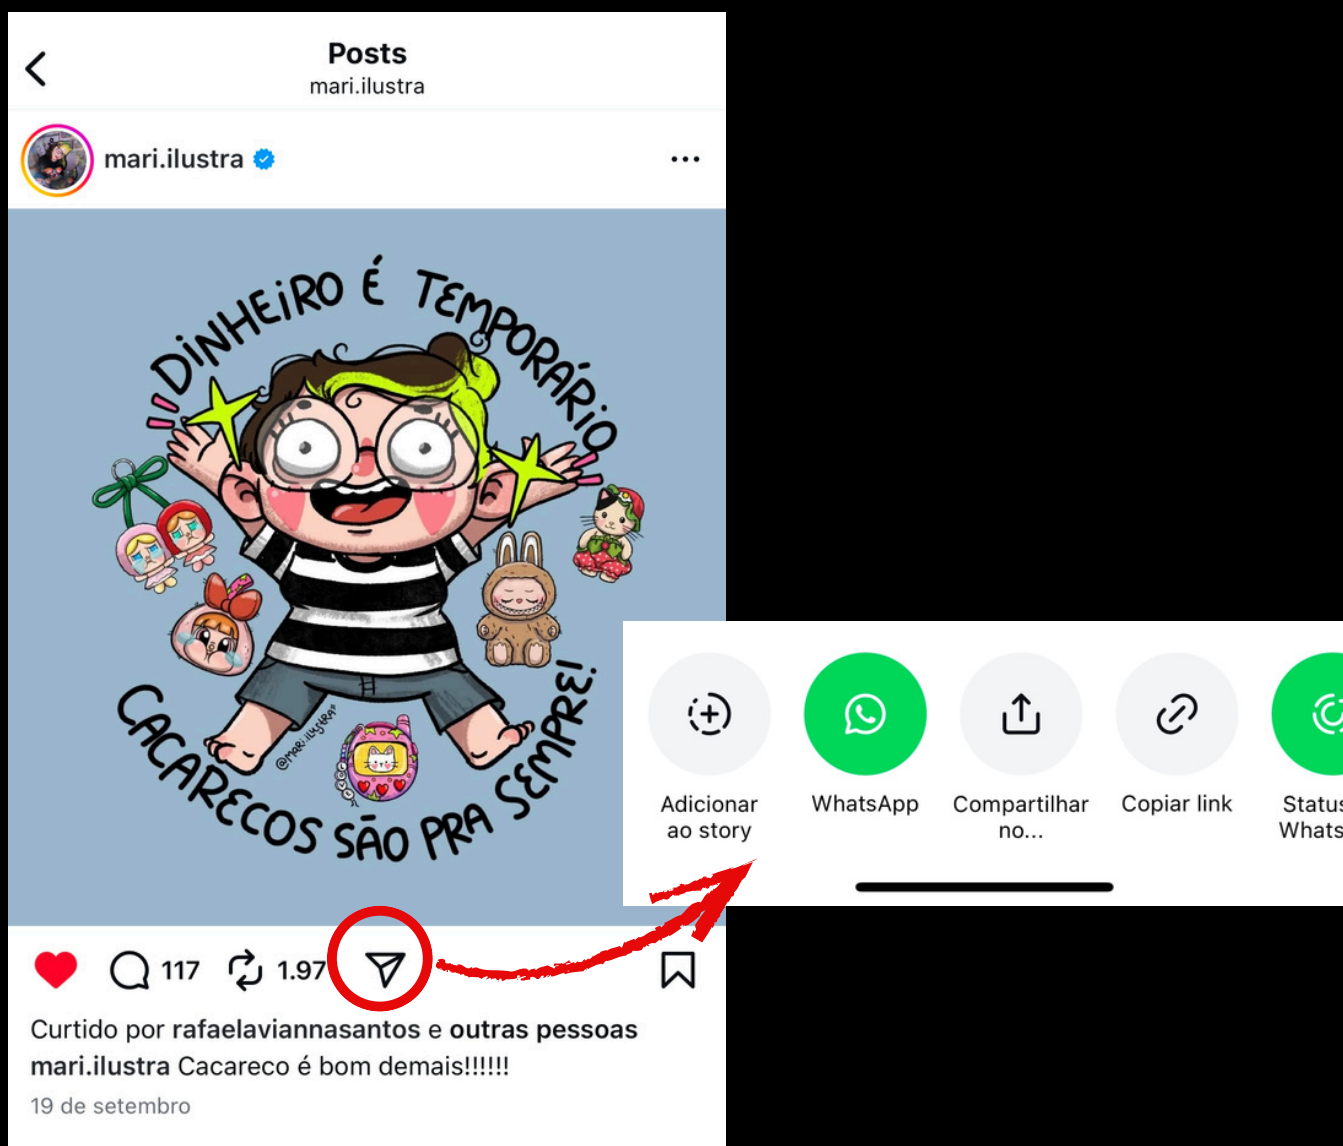 Posts
mari.ilustra
mari.ilustra
DINHEIRO É TEMPORÁRIO
@MARi.iLUSTRA
CACARECOS SÃO PRA SEMPRE!
Adicionar
ao story
WhatsApp
Compartilhar
no...
Copiar link
Status
Whats
117
1.97
Curtido por rafaelaviannasantos e outras pessoas
mari.ilustra Cacareco é bom demais!!!!!!
19 de setembro